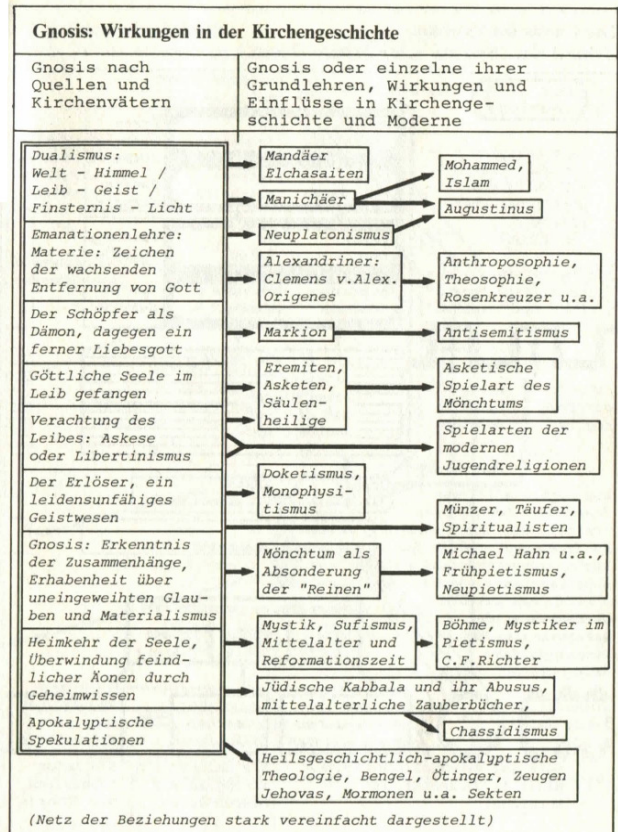 Gnosis: Wirkungen in der Kirchengeschichte
Gnosis nach
Quellen und
Kirchenvätern
Gnosis oder einzelne ihrer
Grundlehren, Wirkungen und
Einflüsse in Kirchenge-
schichte und Moderne
Dualismus:
Welt - Himmel /
Leib - Geist /
Finsternis - Licht
Emanationenlehre:
Materie: Zeichen
der wachsenden
Entfernung von Gott
Der Schöpfer als
Dämon, dagegen ein
ferner Liebesgott
Göttliche Seele im
Leib gefangen
Verachtung des
Leibes: Askese
oder Libertinismus
Der Erlöser, ein
leidensunfähiges
Geistwesen
Gnosis: Erkenntnis
der Zusammenhänge,
Erhabenheit über
uneingeweihten Glau-
ben und Materialismus
Heimkehr der Seele,
Überwindung feind-
licher Äonen durch
Geheimwissen
Apokalyptische
Spekulationen
Mandäer
Elchasaiten
Manichäer
Neuplatonismus
Alexandriner:
Clemens v.Alex.
Origenes
Markion
Eremiten,
Asketen,
Säulen-
heilige
Doketismus,
Monophysi-
tismus
Mönchtum als
Absonderung
der "Reinen"
Mystik, Sufismus,
Mittelalter und
Reformationszeit
Jüdische Kabbala und ihr Abusus,
mittelalterliche Zauberbücher,
Mohammed,
Islam
Augustinus
Anthroposophie,
Theosophie,
Rosenkreuzer u.a.
Antisemitismus
Asketische
Spielart des
Mönchtums
Spielarten der
modernen
Jugendreligionen
Münzer, Täufer,
Spiritualisten
Michael Hahn u.a.,
Frühpietismus,
Neupietismus
Böhme, Mystiker im
Pietismus,
C.F.Richter
Chassidismus
Heilsgeschichtlich-apokalyptische
Theologie, Bengel, Ötinger, Zeugen
Jehovas, Mormonen u.a. Sekten
(Netz der Beziehungen stark vereinfacht dargestellt)